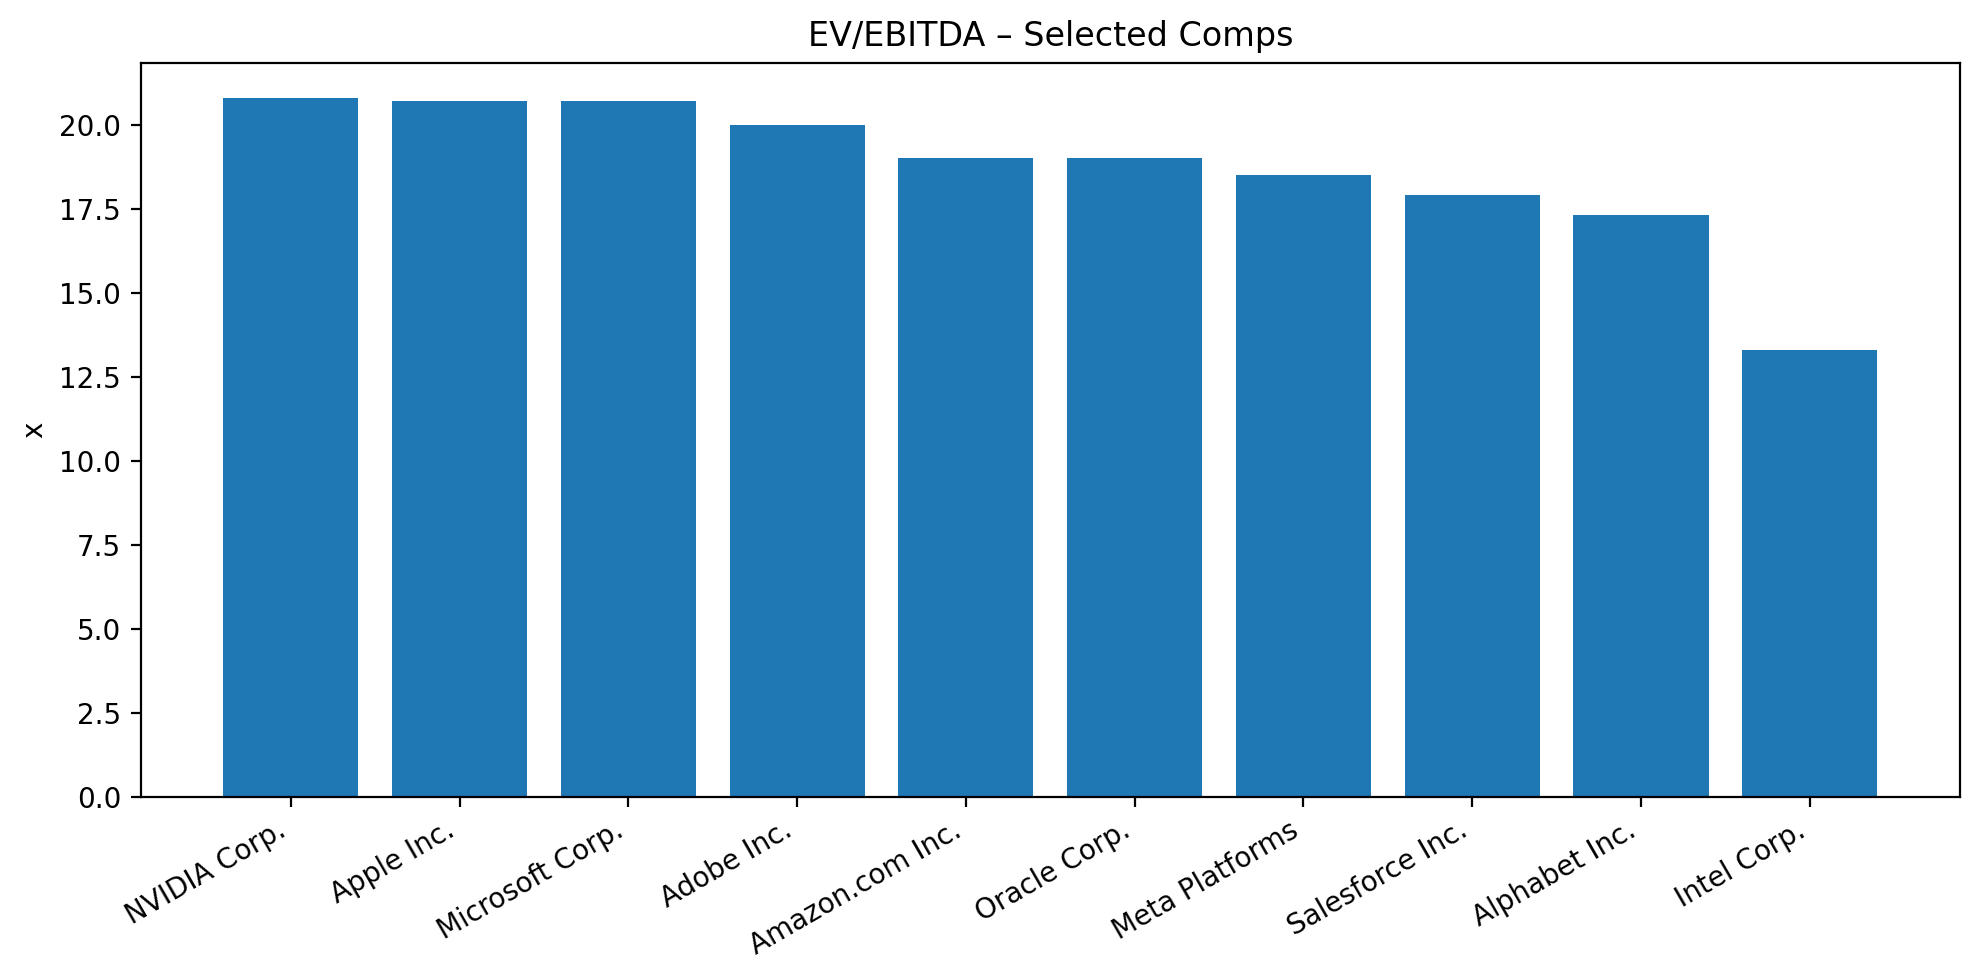 EV/EBITDA – Selected Comps
x
20.0
17.5
15.0
12.5
10.0
7.5
5.0
2.5
0.0
NVIDIA Corp.
Apple Inc.
Microsoft Corp.
Adobe Inc.
Amazon.com Inc.
Oracle Corp.
Meta Platforms
Salesforce Inc.
Alphabet Inc.
Intel Corp.